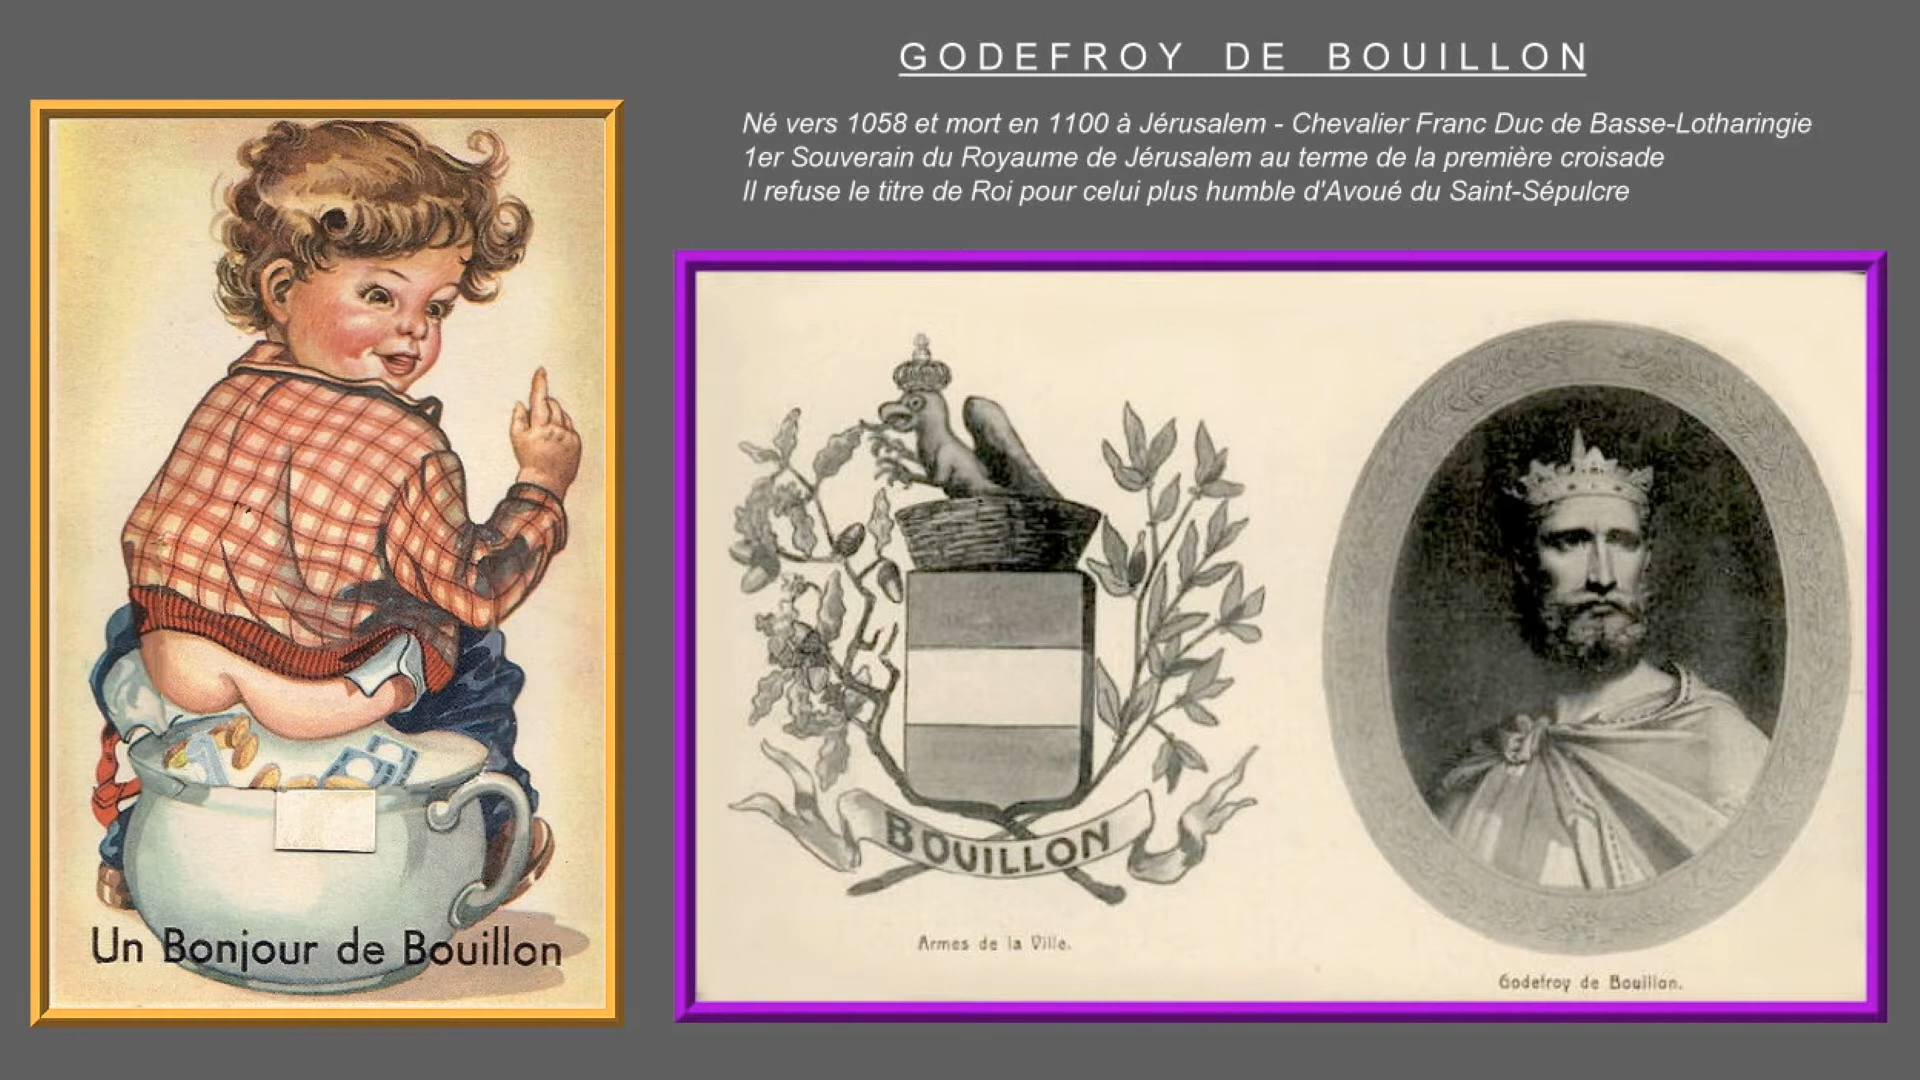 GODEFROY DE BOUILLON
Né vers 1058 et mort en 1100 à Jérusalem - Chevalier Franc Duc de Basse-Lotharingie
1er Souverain du Royaume de Jérusalem au terme de la première croisade
Il refuse le titre de Roi pour celui plus humble d'Avoué du Saint-Sépulcre
Un Bonjour de Bouillon
BOUILLON
Armes de la Ville.
Godefroy de Bouillon.